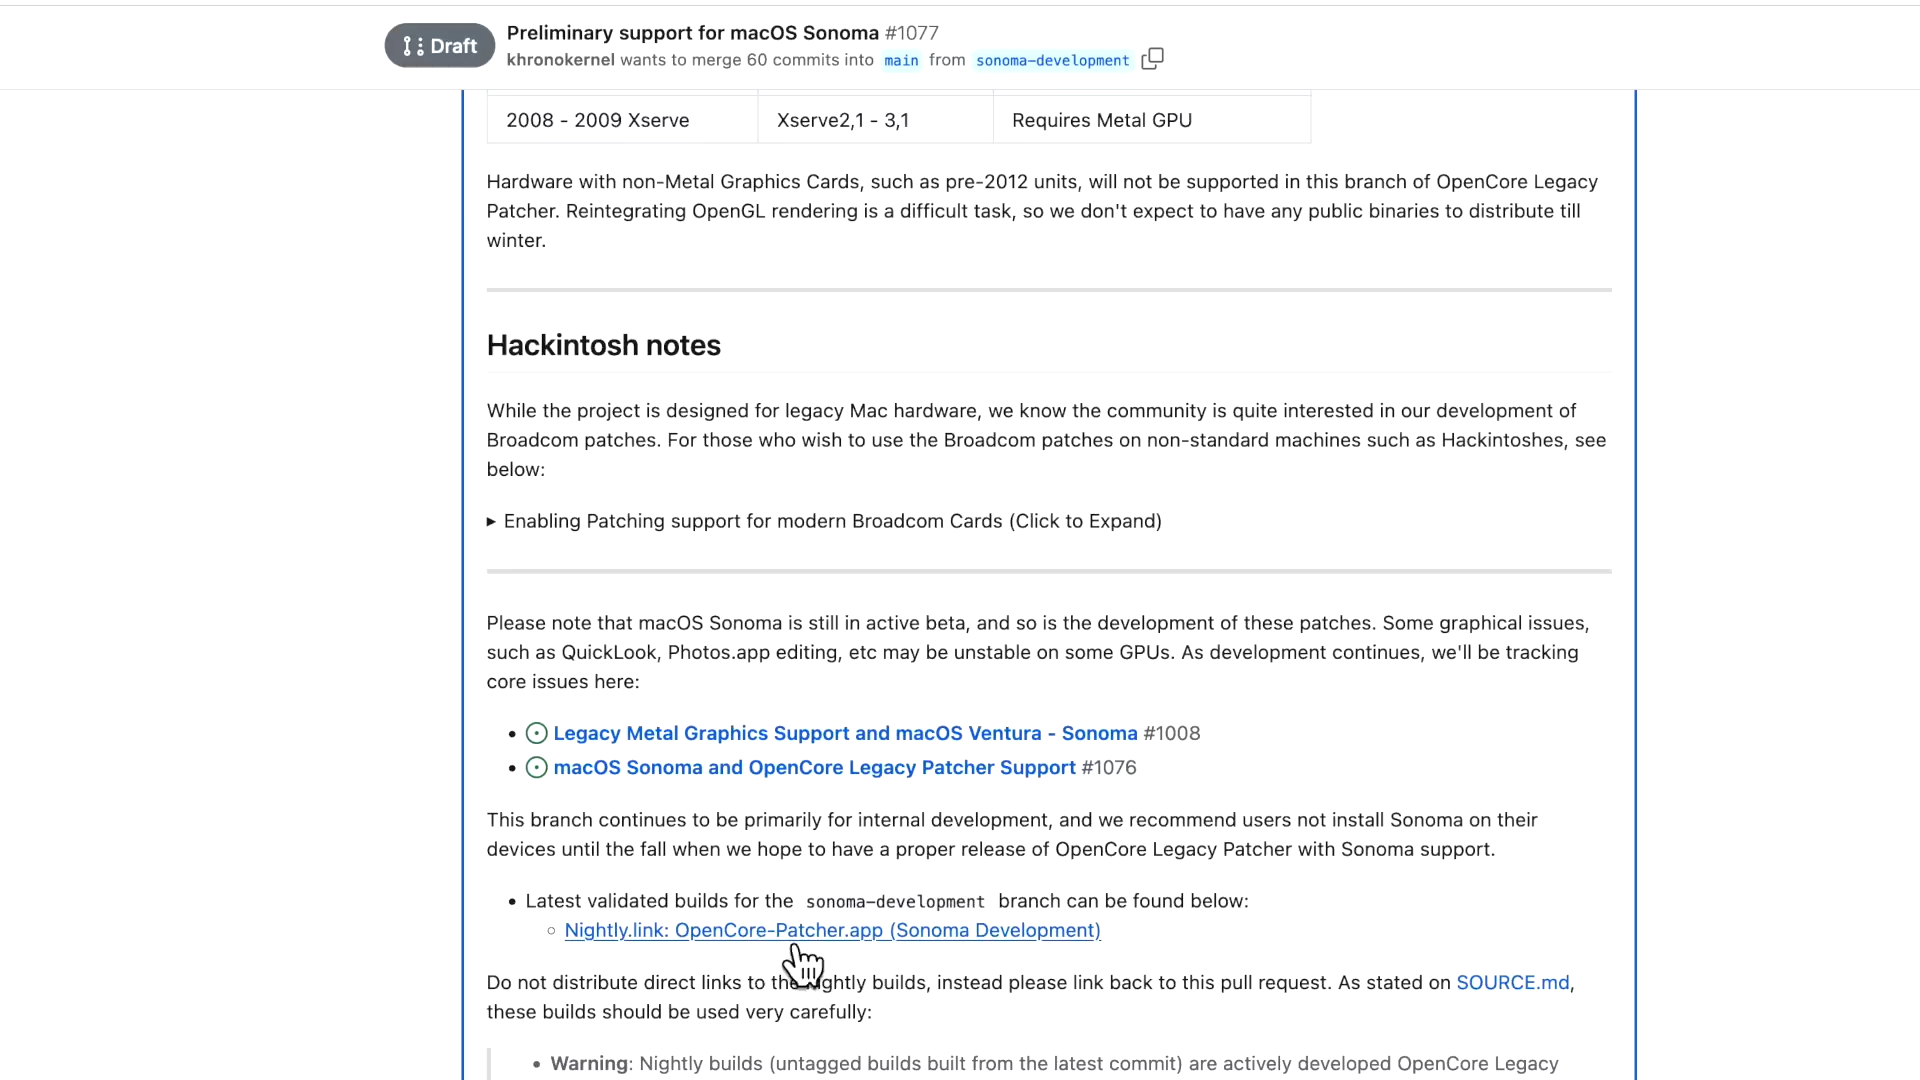 Draft
Preliminary support for macOS Sonoma #1077
khronokernel wants to merge 60 commits into main from sonoma-development
2008 - 2009 Xserve Xserve2,1 - 3,1 Requires Metal GPU
Hardware with non-Metal Graphics Cards, such as pre-2012 units, will not be supported in this branch of OpenCore Legacy
Patcher. Reintegrating OpenGL rendering is a difficult task, so we don't expect to have any public binaries to distribute till
winter.
Hackintosh notes
While the project is designed for legacy Mac hardware, we know the community is quite interested in our development of
Broadcom patches. For those who wish to use the Broadcom patches on non-standard machines such as Hackintoshes, see
below:
▸ Enabling Patching support for modern Broadcom Cards (Click to Expand)
Please note that macOS Sonoma is still in active beta, and so is the development of these patches. Some graphical issues,
such as QuickLook, Photos.app editing, etc may be unstable on some GPUs. As development continues, we'll be tracking
core issues here:
• Legacy Metal Graphics Support and macOS Ventura - Sonoma #1008
• macOS Sonoma and OpenCore Legacy Patcher Support #1076
This branch continues to be primarily for internal development, and we recommend users not install Sonoma on their
devices until the fall when we hope to have a proper release of OpenCore Legacy Patcher with Sonoma support.
• Latest validated builds for the sonoma-development branch can be found below:
◦ Nightly.link: OpenCore-Patcher.app (Sonoma Development)
Do not distribute direct links to the nightly builds, instead please link back to this pull request. As stated on SOURCE.md,
these builds should be used very carefully:
• Warning: Nightly builds (untagged builds built from the latest commit) are actively developed OpenCore Legacy